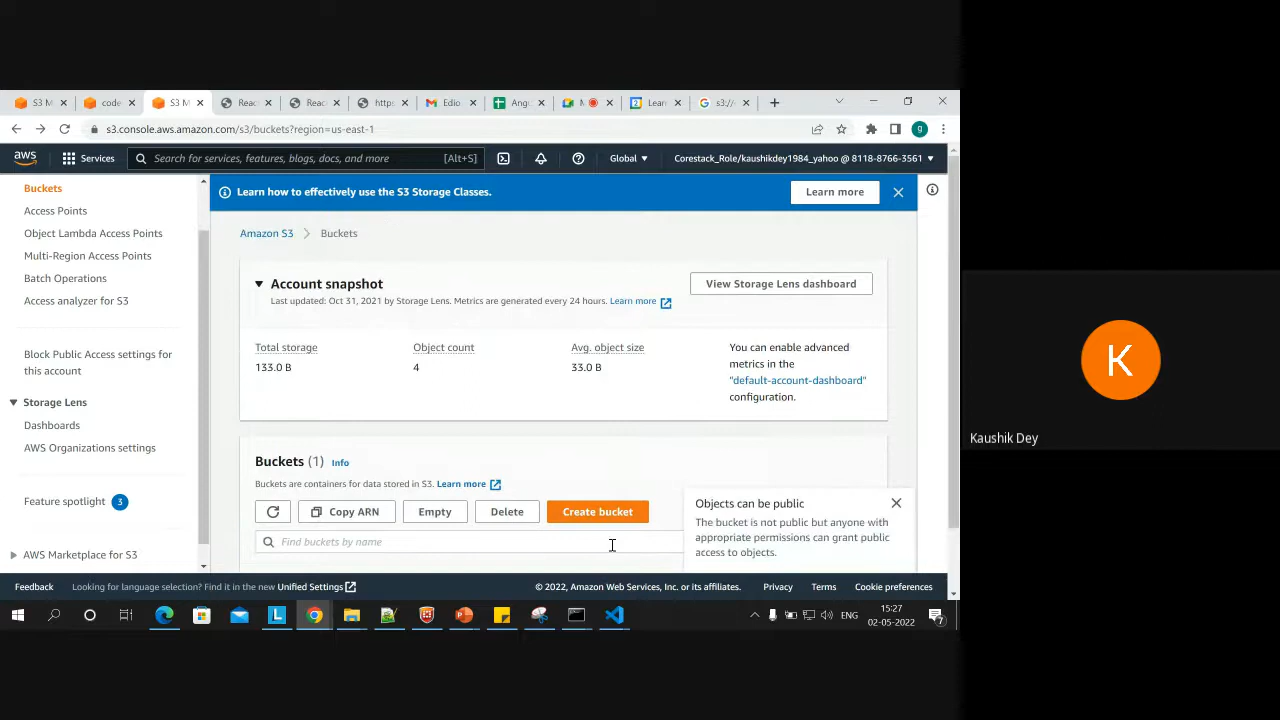 S3 M
code
S3 M
Reac
Reac
https
Edio
Ang
M
Lear
s3://
s3.console.aws.amazon.com/s3/buckets?region=us-east-1
g
aws
Services
Search for services, features, blogs, docs, and more
[Alt+S]
Global
Corestack_Role/kaushikdey1984_yahoo @ 8118-8766-3561
Buckets
Access Points
Object Lambda Access Points
Multi-Region Access Points
Batch Operations
Access analyzer for S3
Block Public Access settings for
this account
Storage Lens
Dashboards
AWS Organizations settings
Feature spotlight 3
AWS Marketplace for S3
Learn how to effectively use the S3 Storage Classes.
Learn more
Amazon S3 > Buckets
Account snapshot
Last updated: Oct 31, 2021 by Storage Lens. Metrics are generated every 24 hours. Learn more
View Storage Lens dashboard
Total storage
133.0 B
Object count
4
Avg. object size
33.0 B
You can enable advanced
metrics in the
"default-account-dashboard"
configuration.
Buckets (1) Info
Buckets are containers for data stored in S3. Learn more
Copy ARN
Empty
Delete
Create bucket
Find buckets by name
Objects can be public
The bucket is not public but anyone with
appropriate permissions can grant public
access to objects.
Feedback
Looking for language selection? Find it in the new Unified Settings
© 2022, Amazon Web Services, Inc. or its affiliates.
Privacy
Terms
Cookie preferences
L
ENG
15:27
02-05-2022
7
K
Kaushik Dey